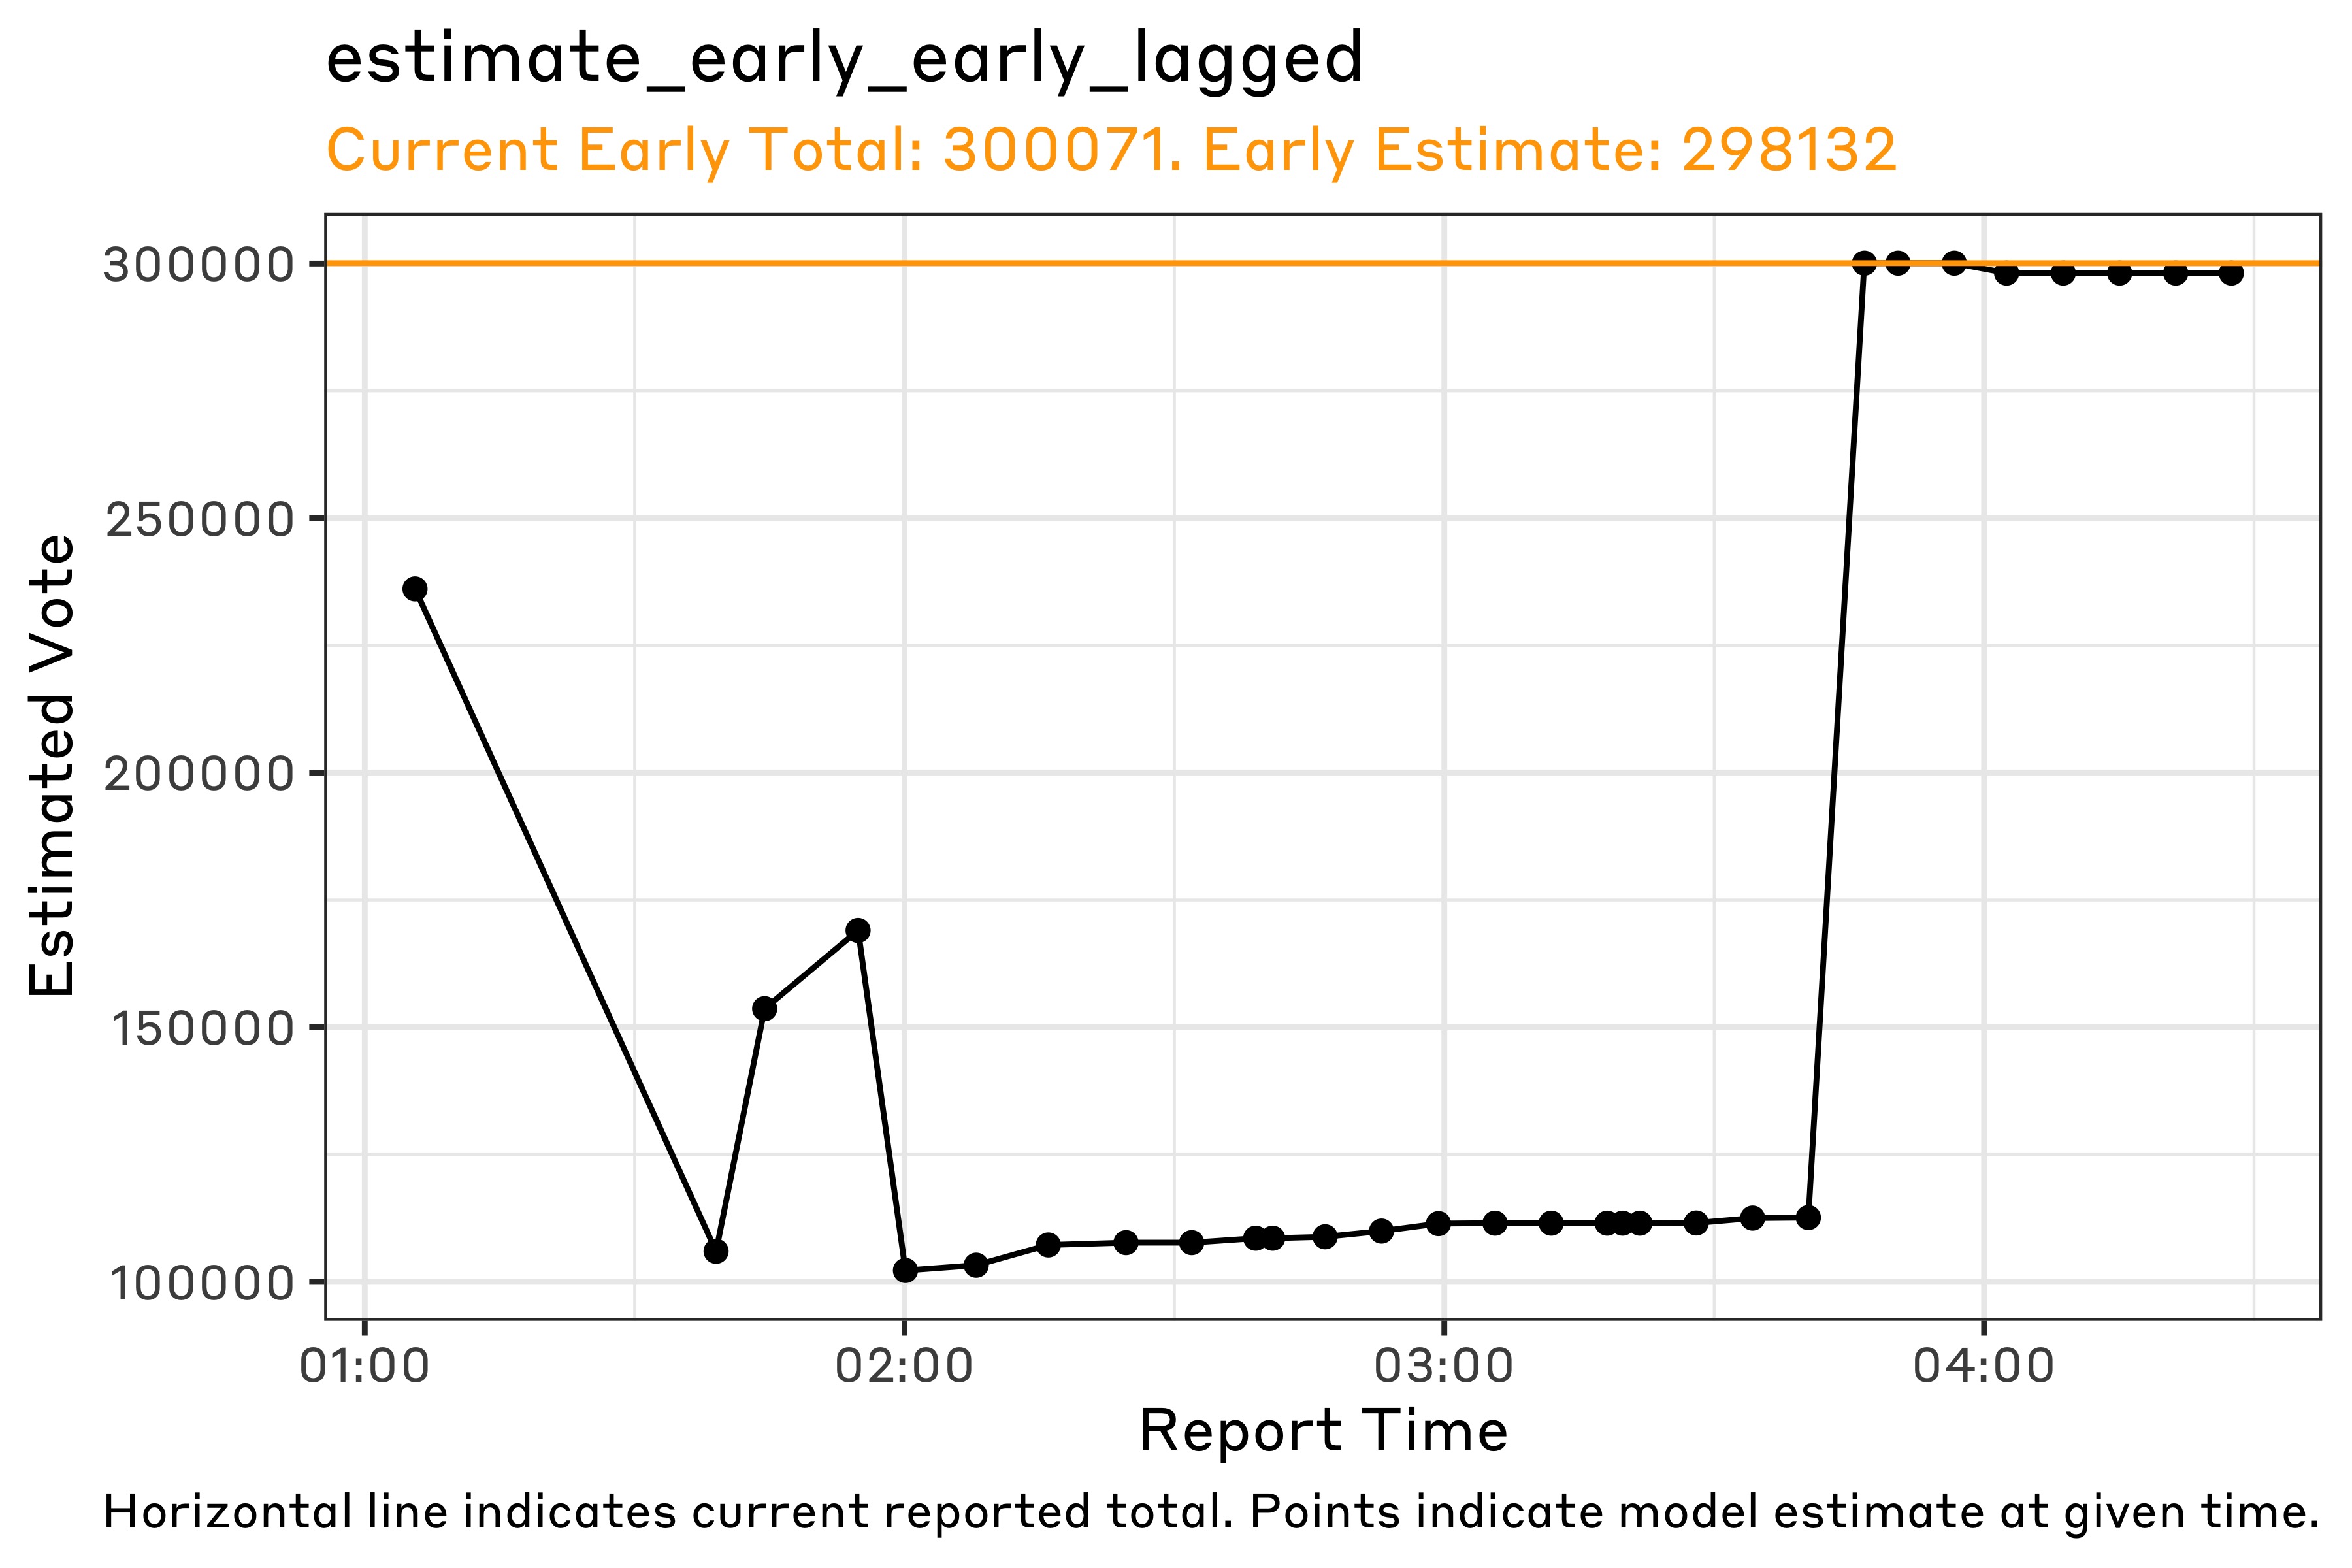 estimate_early_early_lagged
Current Early Total: 300071. Early Estimate: 298132
Estimated Vote
300000
250000
200000
150000
100000
01:00
02:00
03:00
04:00
Report Time
Horizontal line indicates current reported total. Points indicate model estimate at given time.